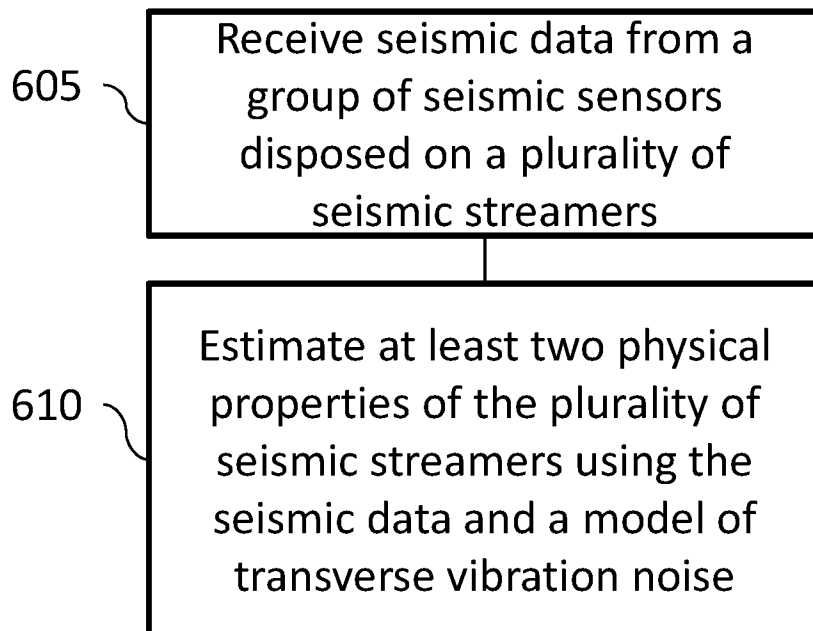 605
Receive seismic data from a
group of seismic sensors
disposed on a plurality of
seismic streamers
610
Estimate at least two physical
properties of the plurality of
seismic streamers using the
seismic data and a model of
transverse vibration noise